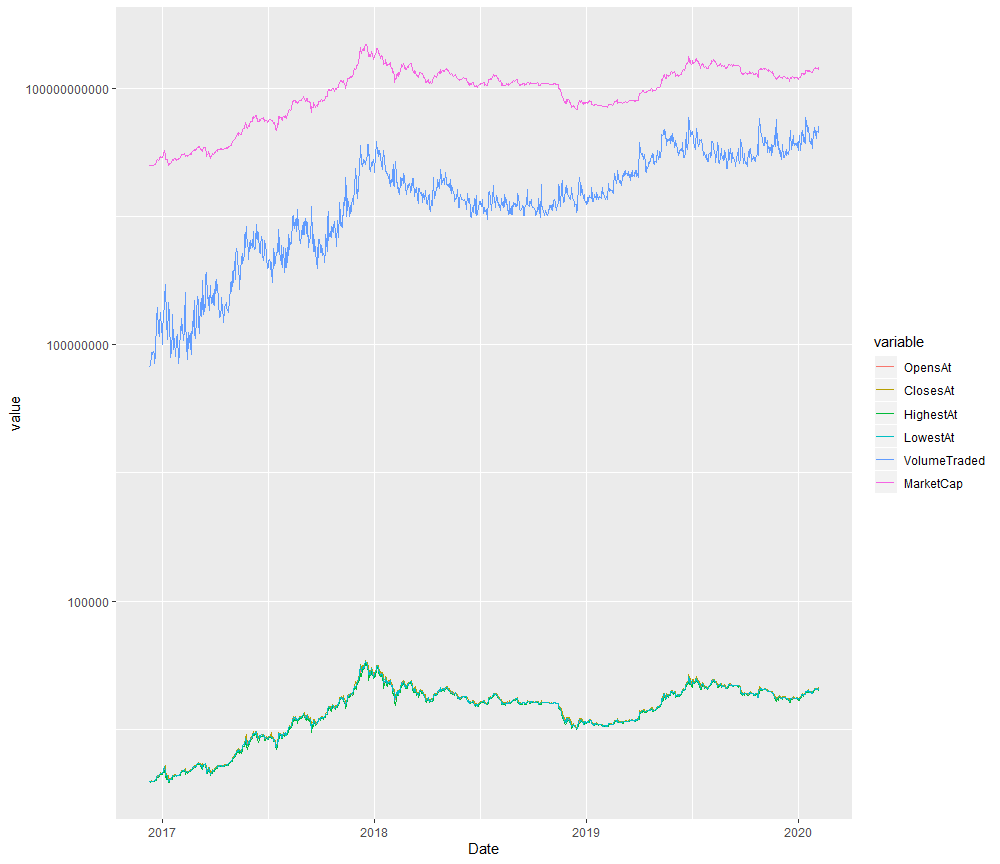 100000000000
100000000
100000
value
2017
2018
2019
2020
Date
variable
OpensAt
ClosesAt
HighestAt
LowestAt
VolumeTraded
MarketCap